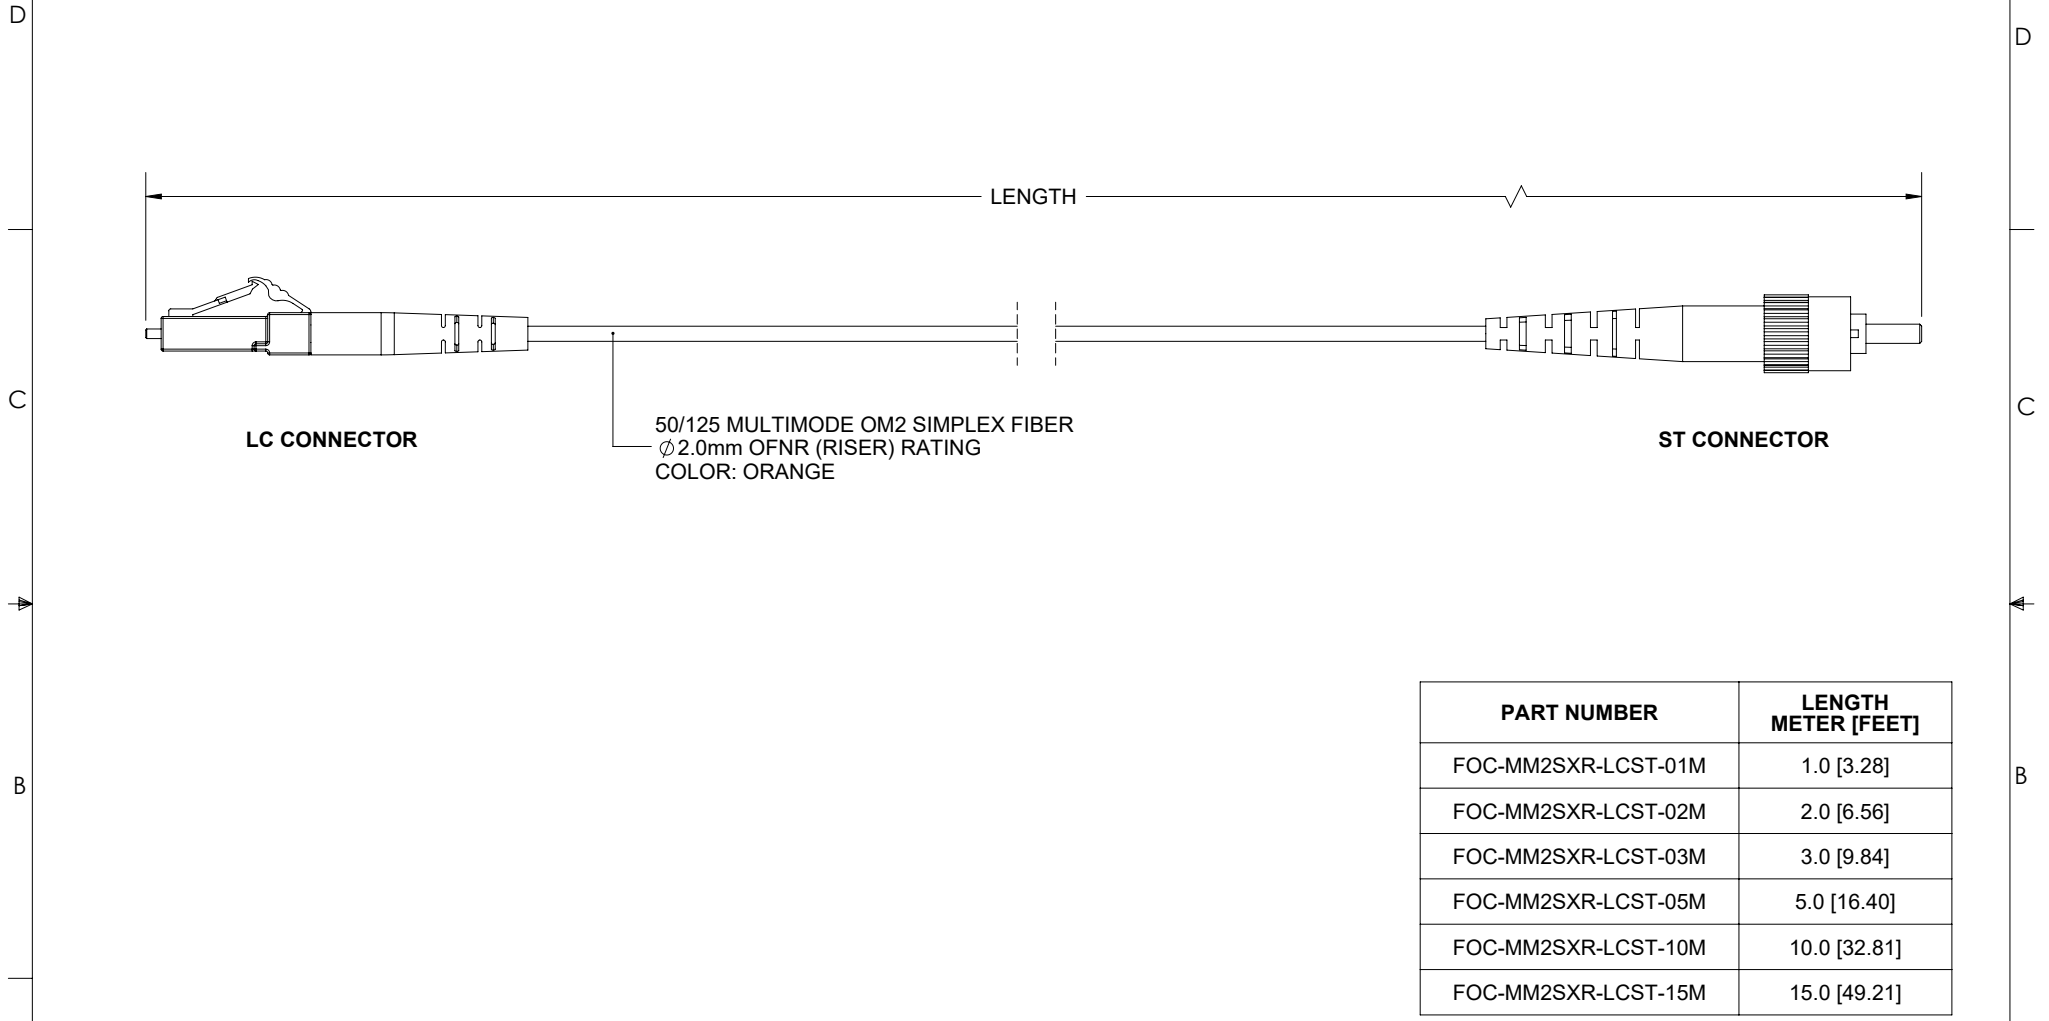 D
D
LENGTH
C
C
50/125 MULTIMODE OM2 SIMPLEX FIBER
⌀2.0mm OFNR (RISER) RATING
COLOR: ORANGE
LC CONNECTOR
ST CONNECTOR
PART NUMBER
LENGTH
METER [FEET]
FOC-MM2SXR-LCST-01M 1.0 [3.28]
B
B
FOC-MM2SXR-LCST-02M 2.0 [6.56]
FOC-MM2SXR-LCST-03M 3.0 [9.84]
FOC-MM2SXR-LCST-05M 5.0 [16.40]
FOC-MM2SXR-LCST-10M 10.0 [32.81]
FOC-MM2SXR-LCST-15M 15.0 [49.21]